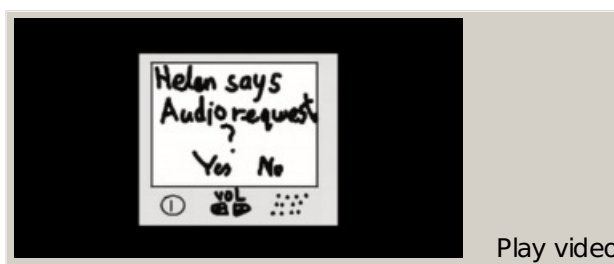 Helen says
Audio request
?
Yes No
VOL
Play video